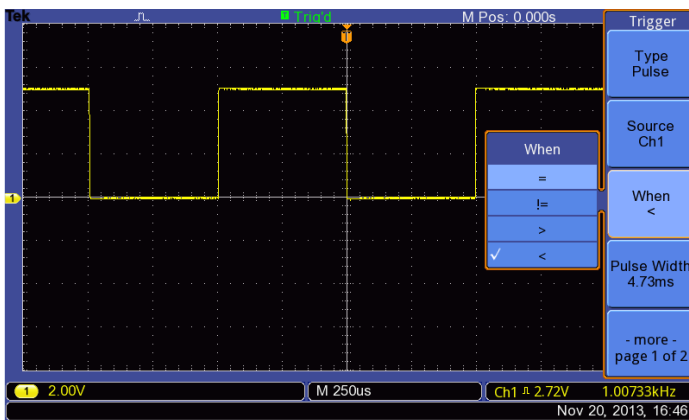 Tek
T Trig'd
M Pos: 0.000s
T
Trigger
Type
Pulse
Source
Ch1
When
=
!=
>
✓ <
When
<
Pulse Width
4.73ms
- more -
page 1 of 2
1
1 2.00V
M 250us
Ch1 2.72V
1.00733kHz
Nov 20, 2013, 16:46